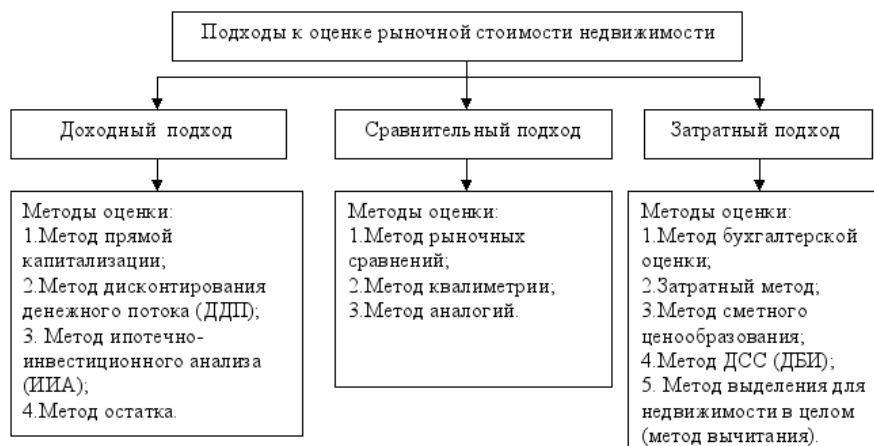 Подходы к оценке рыночной стоимости недвижимости
Доходный подход
Сравнительный подход
Затратный подход
Методы оценки:
1.Метод прямой
капитализации;
2.Метод дисконтирования
денежного потока (ДДП);
3. Метод ипотечно-
инвестиционного анализа
(ИИА);
4.Метод остатка.
Методы оценки:
1.Метод рыночных
сравнений;
2.Метод квалиметрии;
3.Метод аналогий.
Методы оценки:
1.Метод бухгалтерской
оценки;
2.Затратный метод;
3.Метод сметного
ценообразования;
4.Метод ДСС (ДБИ);
5. Метод выделения для
недвижимости в целом
(метод вычитания).